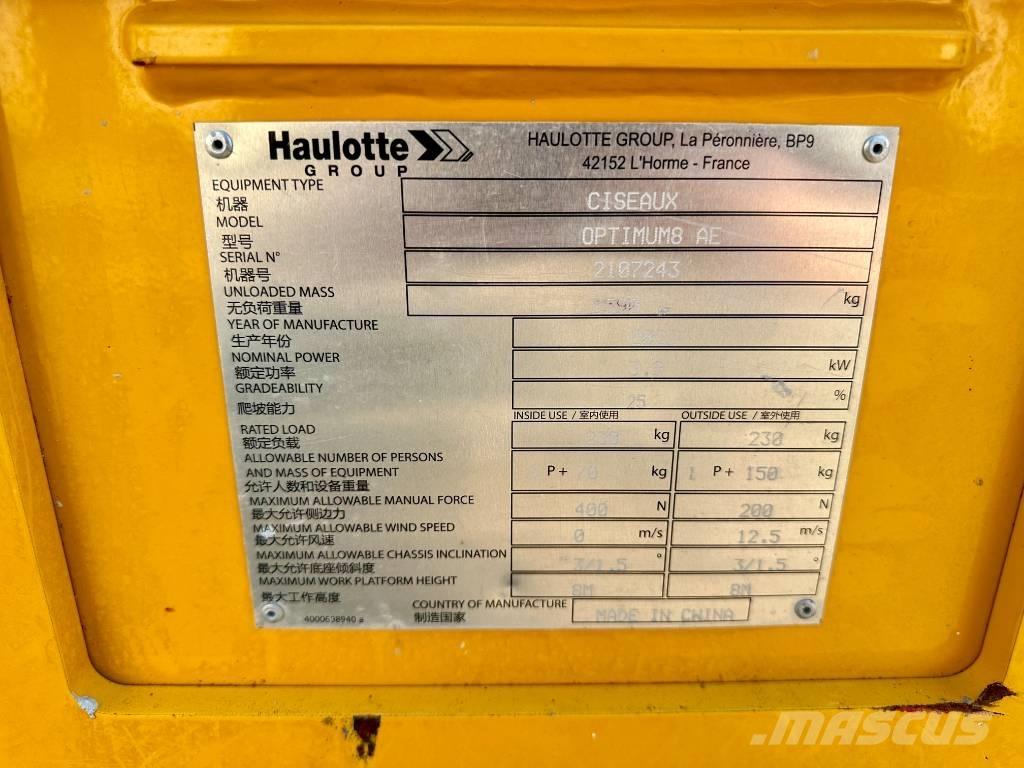 Haulotte
GROUP
HAULOTTE GROUP, La Péronnière, BP9
42152 L'Horme - France
EQUIPMENT TYPE CISEAUX
机器
MODEL OPTIMUM8 AE
型号
SERIAL N° 2107243
机器号
UNLOADED MASS kg
无负荷重量
YEAR OF MANUFACTURE
生产年份
NOMINAL POWER kW
额定功率
GRADEABILITY 25 %
爬坡能力
INSIDE USE / 室内使用 OUTSIDE USE / 室外使用
RATED LOAD 230 kg 230 kg
额定负载
ALLOWABLE NUMBER OF PERSONS
AND MASS OF EQUIPMENT P + kg P + 150 kg
允许人数和设备重量
MAXIMUM ALLOWABLE MANUAL FORCE 400 N 200 N
最大允许侧边力
MAXIMUM ALLOWABLE WIND SPEED 0 m/s 12.5 m/s
最大允许风速
MAXIMUM ALLOWABLE CHASSIS INCLINATION 3/1.5 ° 3/1.5 °
最大允许底座倾斜度
MAXIMUM WORK PLATFORM HEIGHT 8M 8M
最大工作高度
COUNTRY OF MANUFACTURE MADE IN CHINA
4000638940 a 制造国家
MASCUS